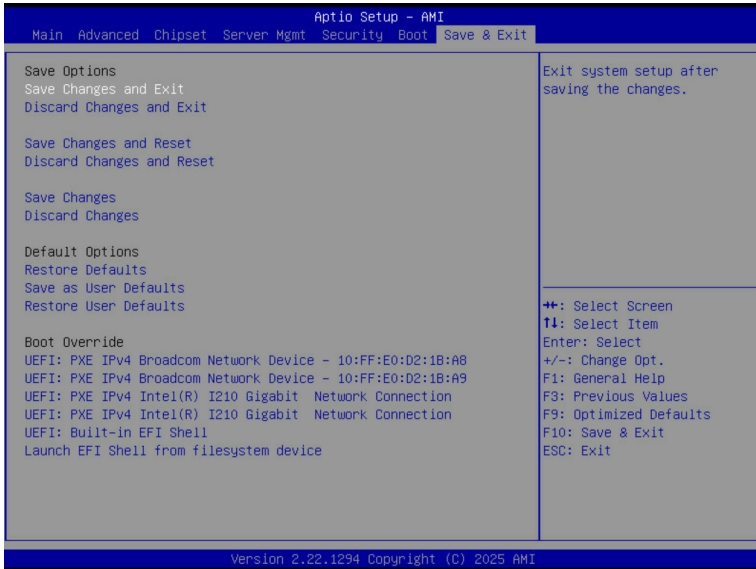 Aptio Setup – AMI
Main Advanced Chipset Server Mgmt Security Boot Save & Exit
Save Options
Save Changes and Exit
Discard Changes and Exit
Save Changes and Reset
Discard Changes and Reset
Save Changes
Discard Changes
Default Options
Restore Defaults
Save as User Defaults
Restore User Defaults
Boot Override
UEFI: PXE IPv4 Broadcom Network Device – 10:FF:E0:D2:1B:A8
UEFI: PXE IPv4 Broadcom Network Device – 10:FF:E0:D2:1B:A9
UEFI: PXE IPv4 Intel(R) I210 Gigabit  Network Connection
UEFI: PXE IPv4 Intel(R) I210 Gigabit  Network Connection
UEFI: Built-in EFI Shell
Launch EFI Shell from filesystem device
Exit system setup after
saving the changes.
→←: Select Screen
↑↓: Select Item
Enter: Select
+/-: Change Opt.
F1: General Help
F3: Previous Values
F9: Optimized Defaults
F10: Save & Exit
ESC: Exit
Version 2.22.1294 Copyright (C) 2025 AMI